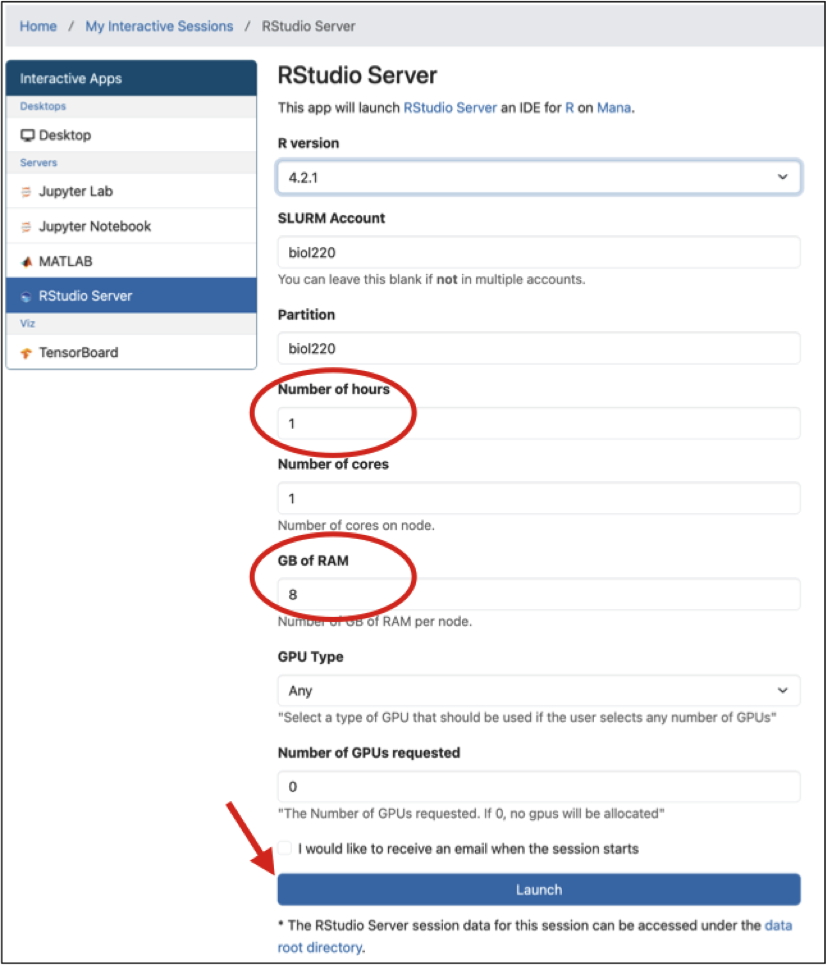 Home / My Interactive Sessions / RStudio Server
Interactive Apps
Desktops
Desktop
Servers
Jupyter Lab
Jupyter Notebook
MATLAB
RStudio Server
Viz
TensorBoard
RStudio Server
This app will launch RStudio Server an IDE for R on Mana.
R version
4.2.1
SLURM Account
biol220
You can leave this blank if not in multiple accounts.
Partition
biol220
Number of hours
1
Number of cores
1
Number of cores on node.
GB of RAM
8
Number of GB of RAM per node.
GPU Type
Any
"Select a type of GPU that should be used if the user selects any number of GPUs"
Number of GPUs requested
0
"The Number of GPUs requested. If 0, no gpus will be allocated"
I would like to receive an email when the session starts
Launch
* The RStudio Server session data for this session can be accessed under the data
root directory.